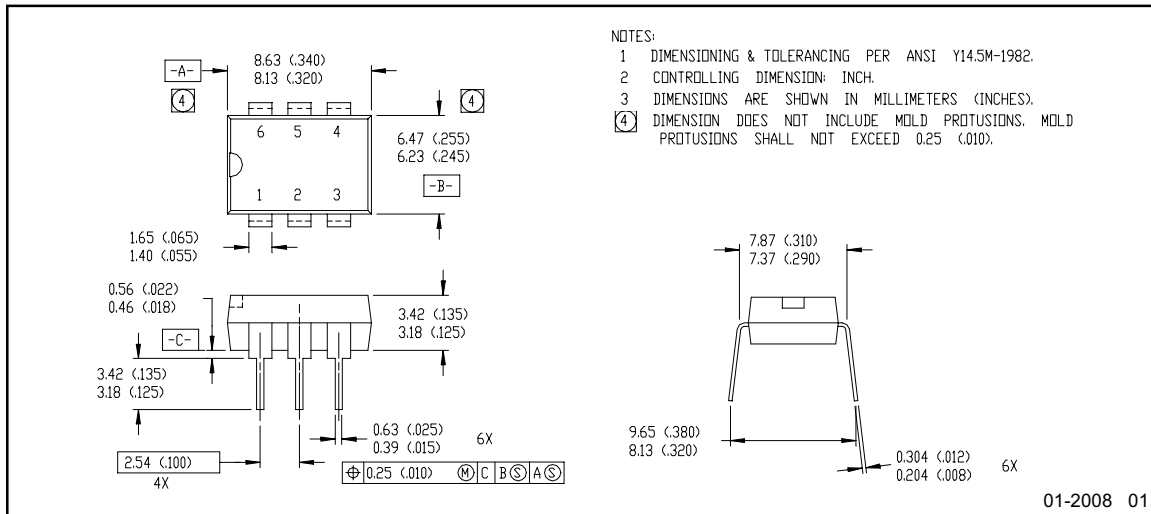 8.63 (.340)
8.13 (.320)
-A-
4
4
6 5 4
1 2 3
6.47 (.255)
6.23 (.245)
-B-
1.65 (.065)
1.40 (.055)
0.56 (.022)
0.46 (.018)
-C-
3.42 (.135)
3.18 (.125)
3.42 (.135)
3.18 (.125)
0.63 (.025)
0.39 (.015)
6X
2.54 (.100)
4X
⌖ 0.25 (.010) Ⓜ C B Ⓢ A Ⓢ
NOTES:
1 DIMENSIONING & TOLERANCING PER ANSI Y14.5M-1982.
2 CONTROLLING DIMENSION: INCH.
3 DIMENSIONS ARE SHOWN IN MILLIMETERS (INCHES).
4 DIMENSION DOES NOT INCLUDE MOLD PROTUSIONS. MOLD
PROTUSIONS SHALL NOT EXCEED 0.25 (.010).
7.87 (.310)
7.37 (.290)
9.65 (.380)
8.13 (.320)
0.304 (.012)
0.204 (.008)
6X
01-2008 01